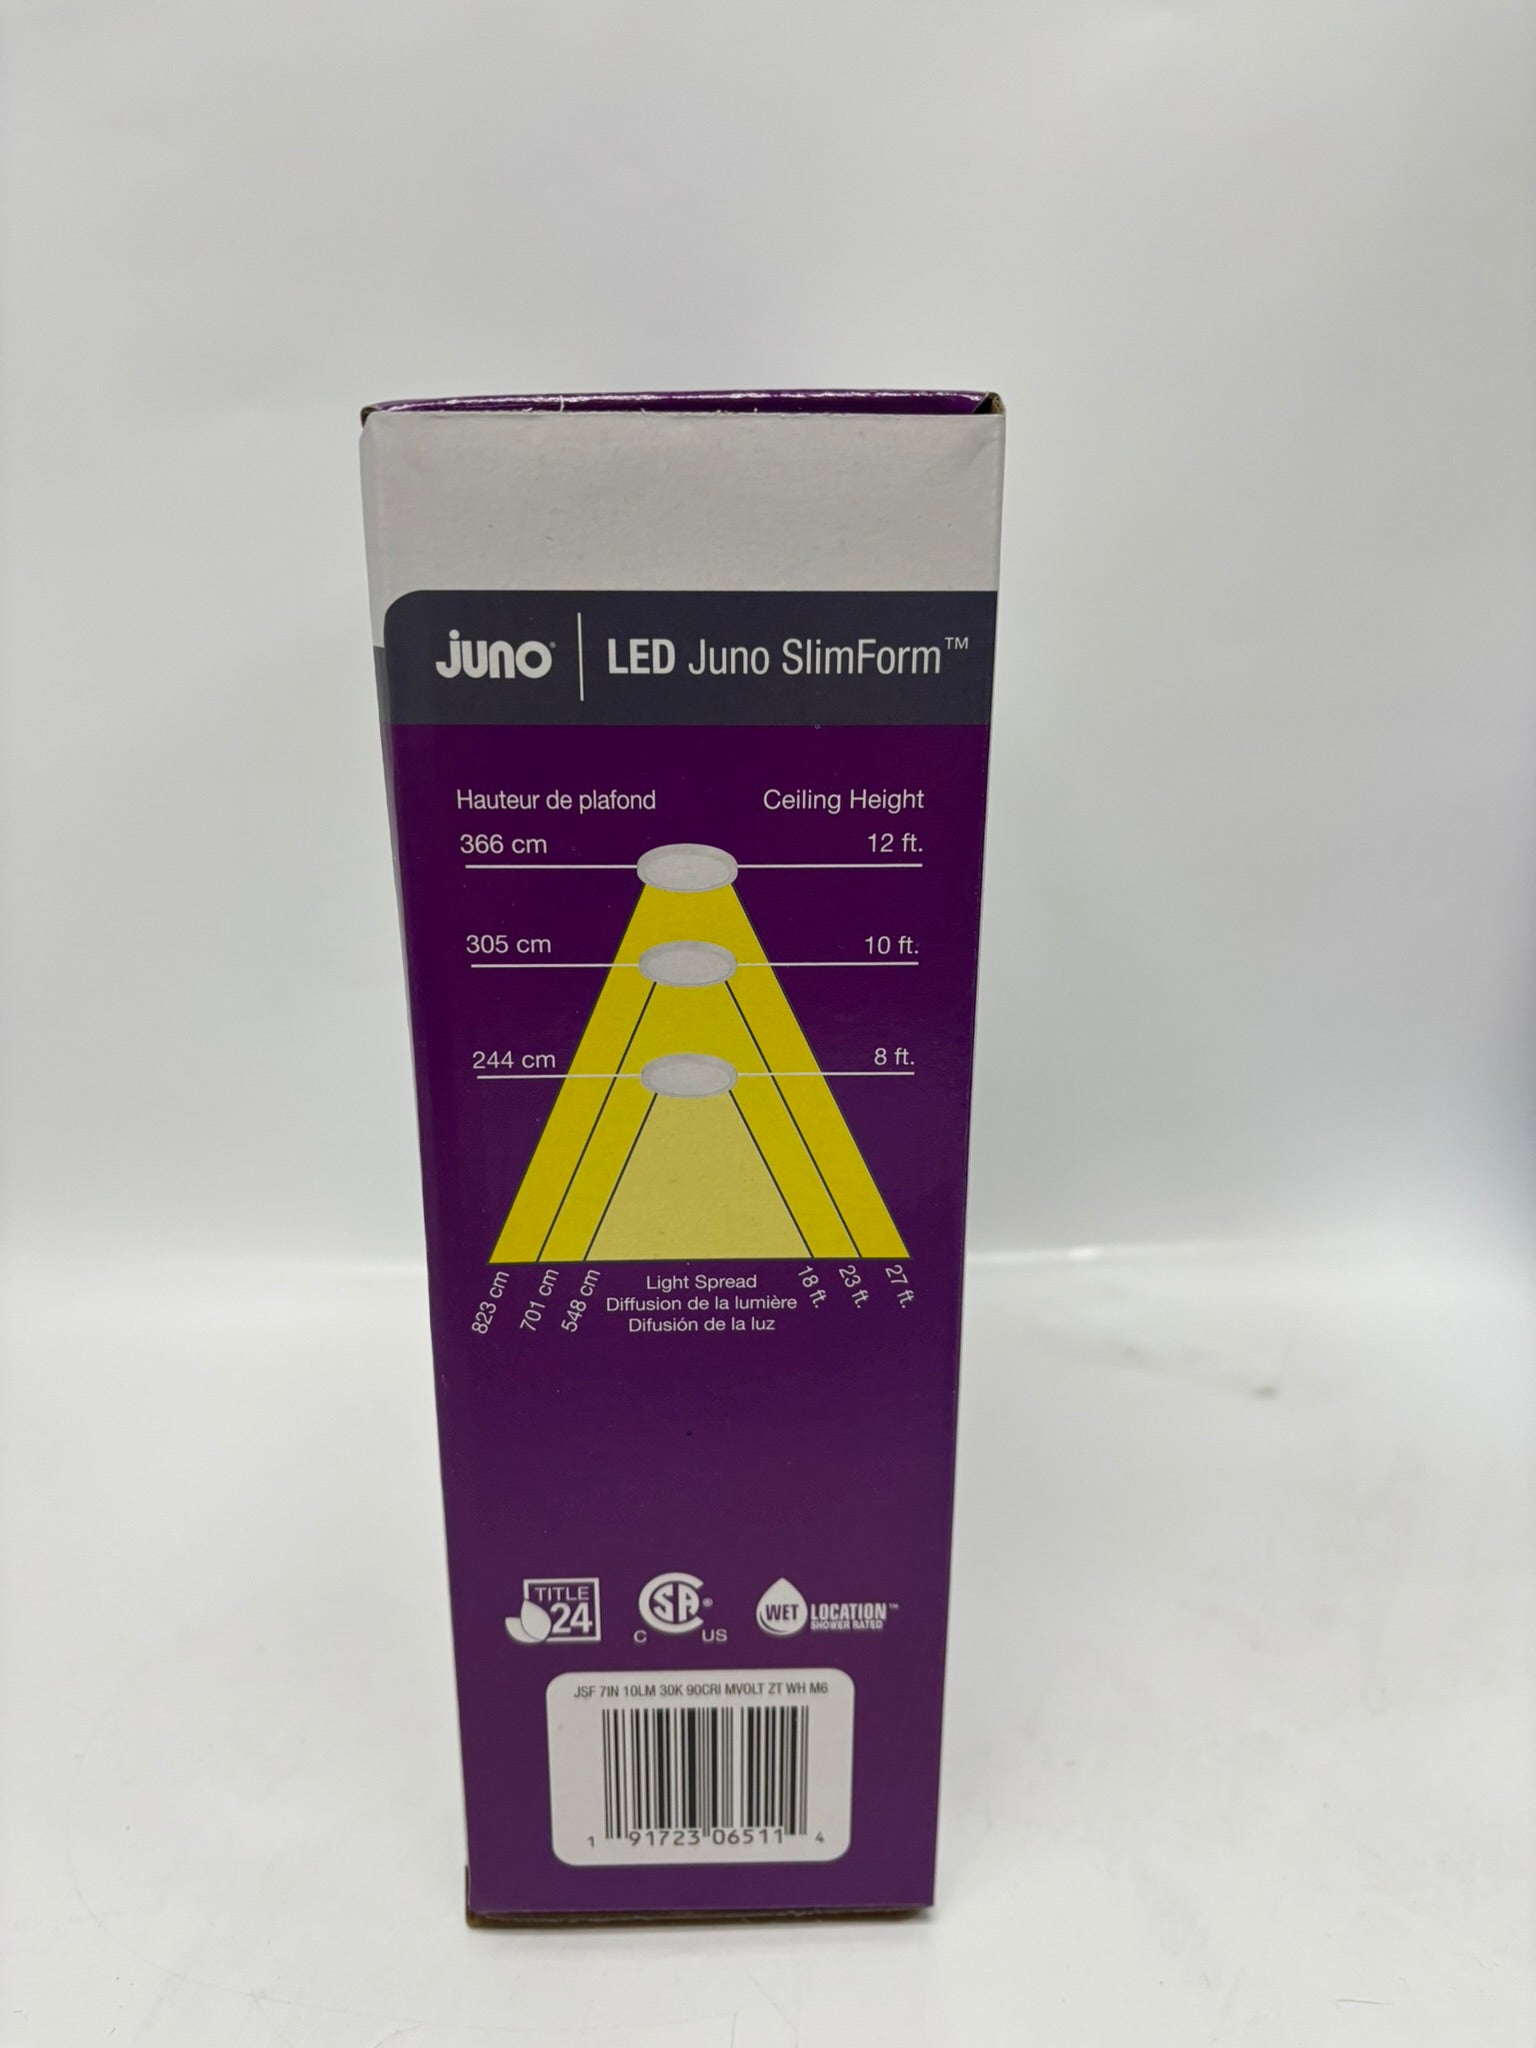 juno® | LED Juno SlimForm™
Hauteur de plafond Ceiling Height
366 cm 12 ft.
305 cm 10 ft.
244 cm 8 ft.
823 cm 701 cm 548 cm 18 ft. 23 ft. 27 ft.
Light Spread
Diffusion de la lumière
Difusión de la luz
TITLE
24
SA®
C US
WET LOCATION™
SHOWER RATED
JSF 7IN 10LM 30K 90CRI MVOLT ZT WH M6
1 91723 06511 4